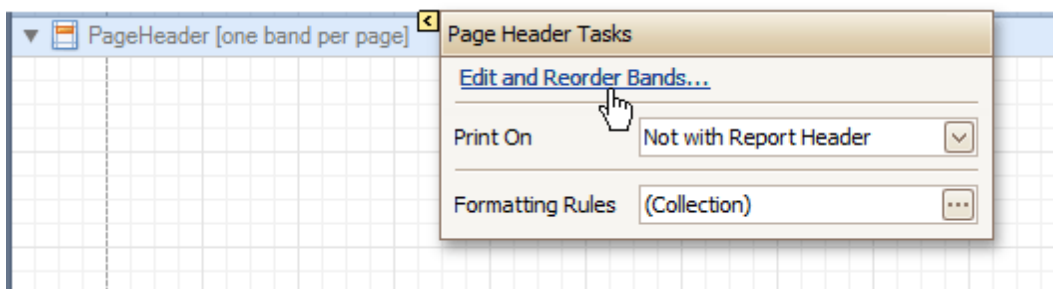 PageHeader [one band per page]
Page Header Tasks
Edit and Reorder Bands...
Print On Not with Report Header
Formatting Rules (Collection)